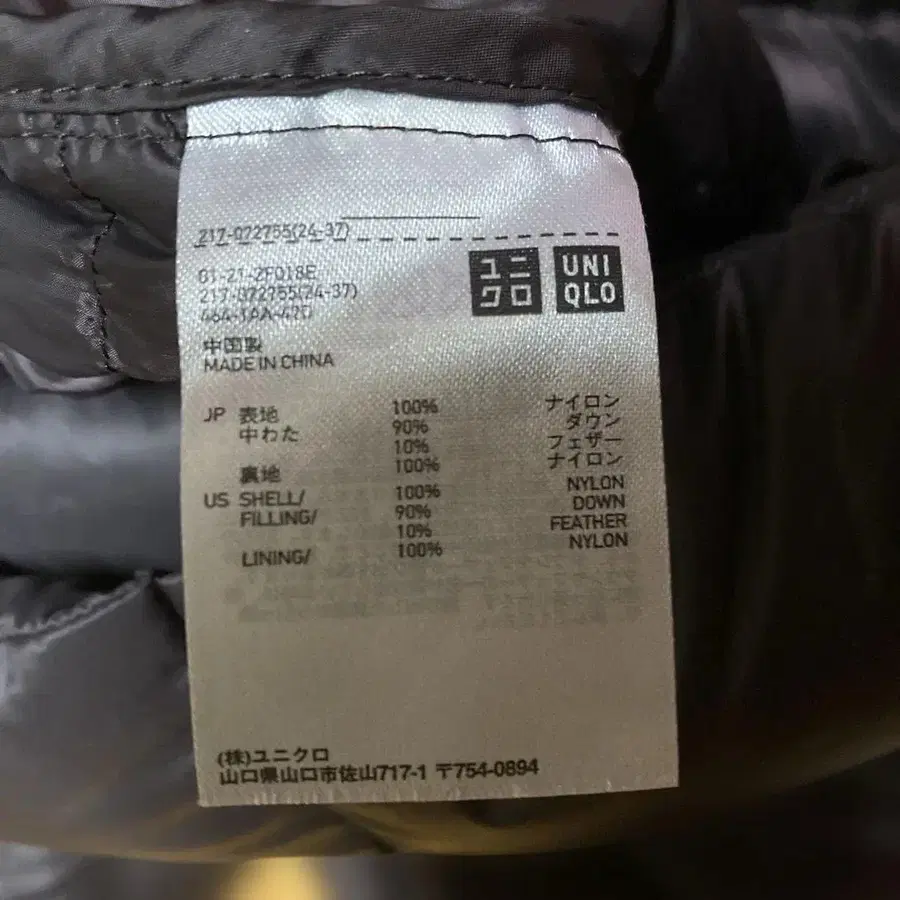 217-072755(24-37)
01-21-2F018E
217-072755(24-37)
464-1AA-42D
ユニ
クロ
UNI
QLO
中国製
MADE IN CHINA
JP 表地 100% ナイロン
中わた 90% ダウン
10% フェザー
裏地 100% ナイロン
US SHELL/ 100% NYLON
FILLING/ 90% DOWN
10% FEATHER
LINING/ 100% NYLON
(株)ユニクロ
山口県山口市佐山717-1 〒754-0894